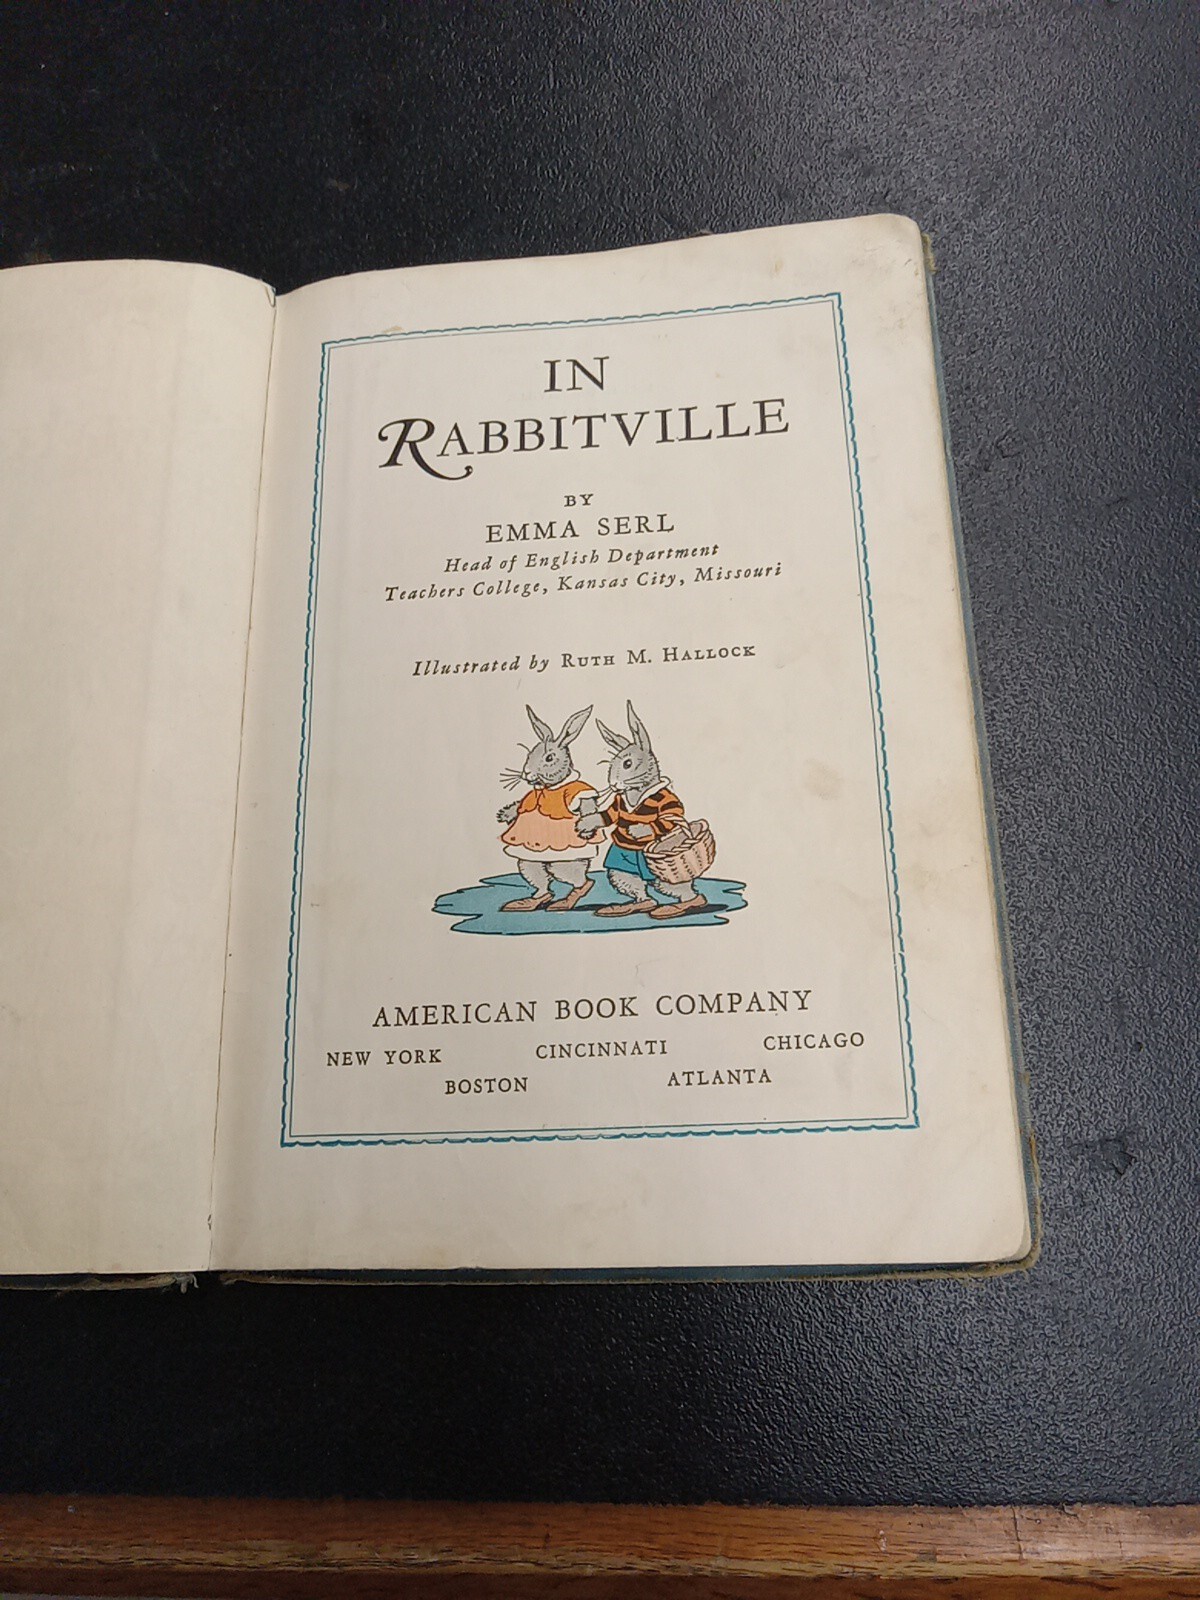 IN
RABBITVILLE
BY
EMMA SERL
Head of English Department
Teachers College, Kansas City, Missouri
Illustrated by RUTH M. HALLOCK
AMERICAN BOOK COMPANY
NEW YORK CINCINNATI CHICAGO
BOSTON ATLANTA